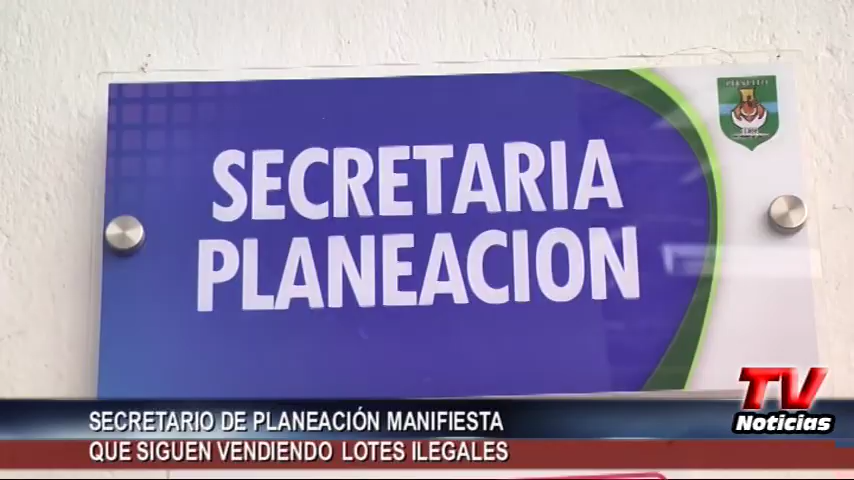 SECRETARIA
PLANEACION
SECRETARIO DE PLANEACIÓN MANIFIESTA
QUE SIGUEN VENDIENDO LOTES ILEGALES
TV
Noticias